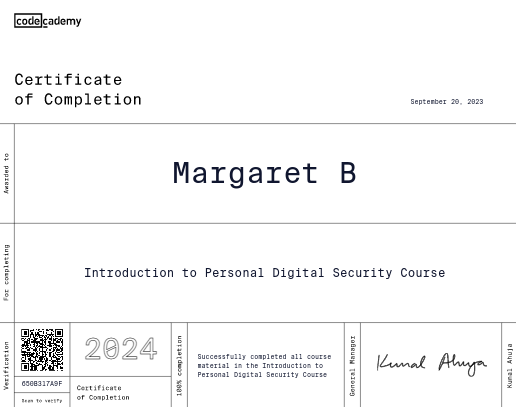 codecademy
Certificate
of Completion
September 20, 2023
Awarded to
Margaret B
For completing
Introduction to Personal Digital Security Course
Verification
650B317A9F
Scan to verify
2024
Certificate
of Completion
100% completion
Successfully completed all course
material in the Introduction to
Personal Digital Security Course
General Manager
Kunal Ahuja
Kunal Ahuja